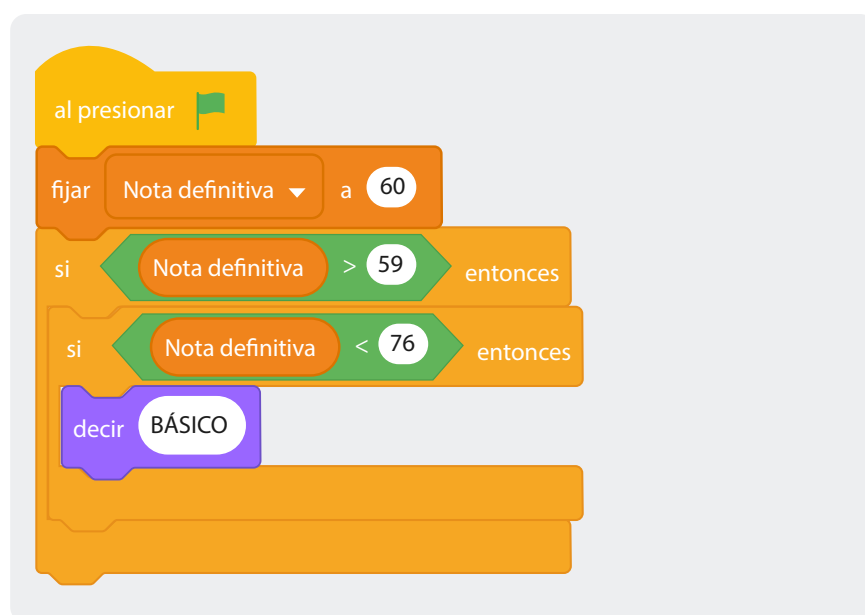 al presionar
fijar Nota definitiva a 60
si Nota definitiva > 59 entonces
si Nota definitiva < 76 entonces
decir BÁSICO